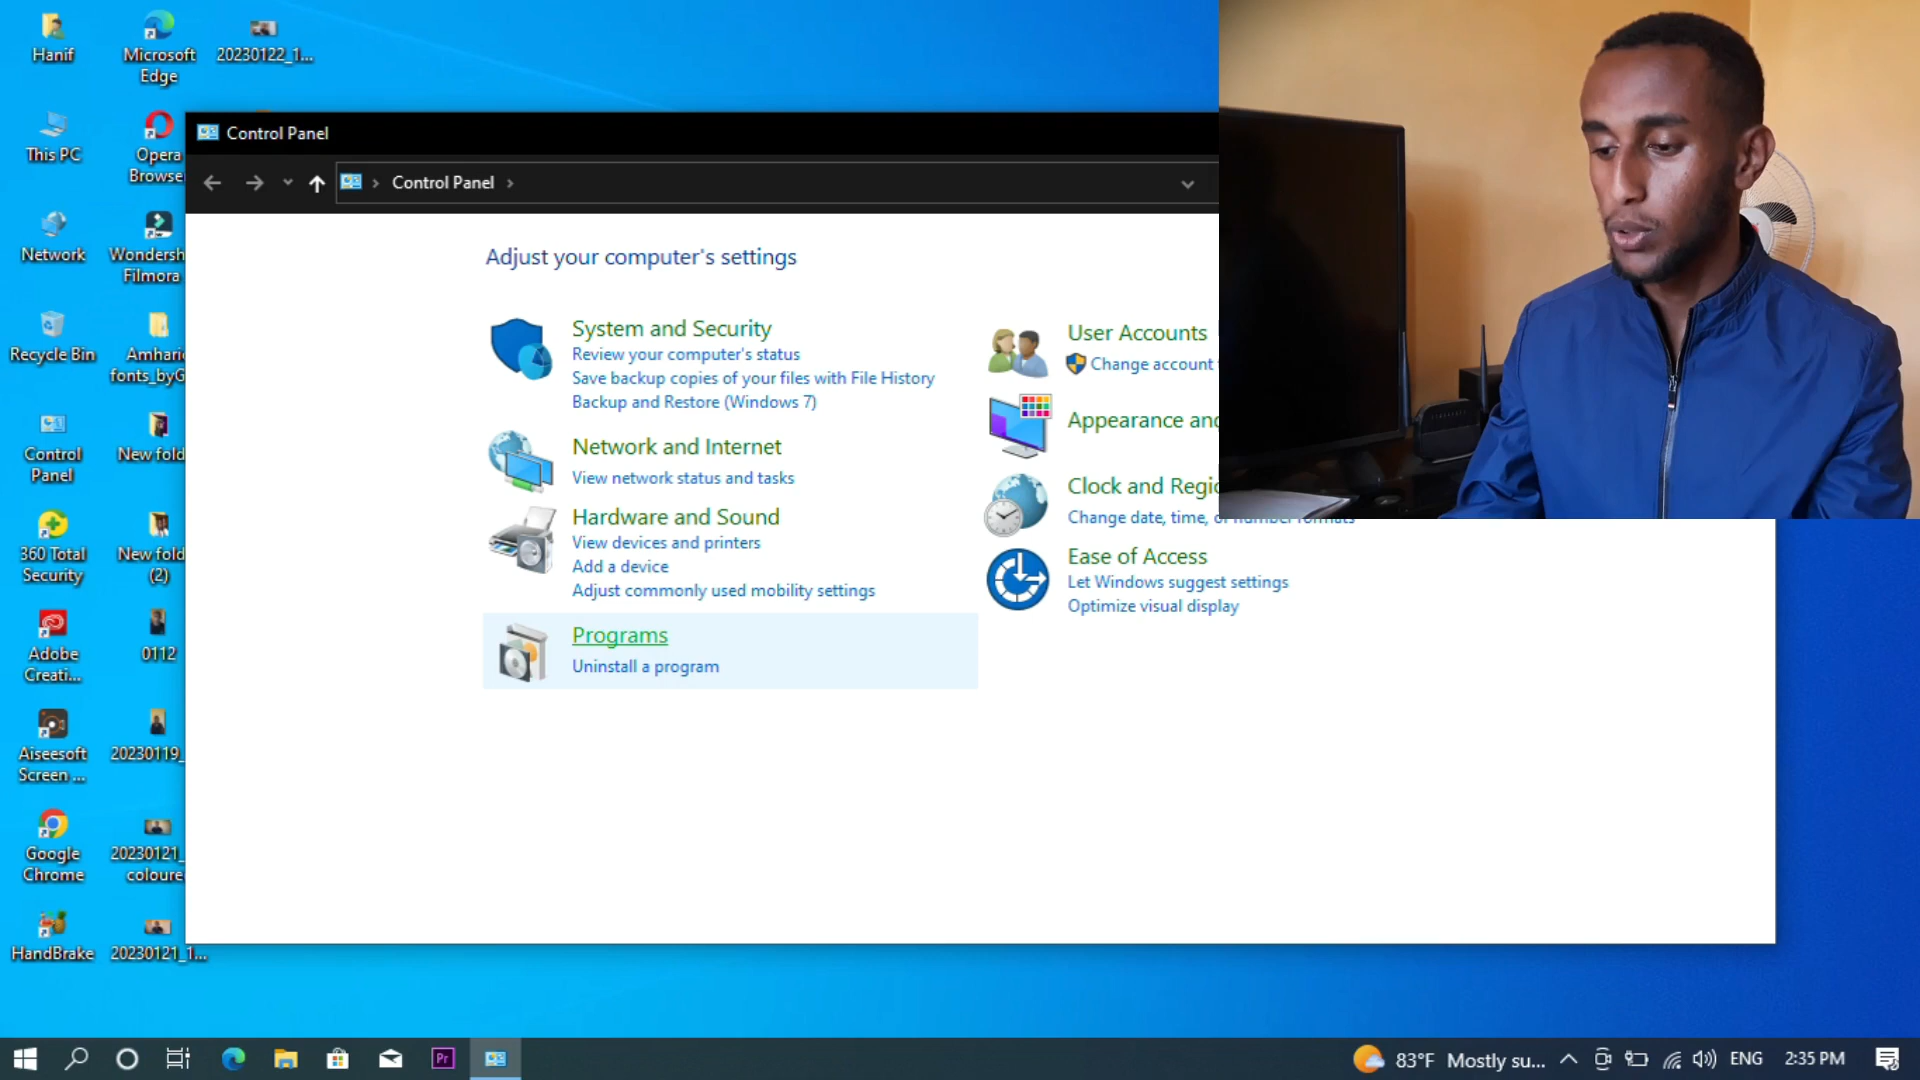 Hanif
Microsoft
Edge
20230122_1...
This PC
Opera
Browse
Network
Wondersh
Filmora
Recycle Bin
Amharic
fonts_byG
Control
Panel
New fold
360 Total
Security
New fold
(2)
Adobe
Creati...
0112
Aiseesoft
Screen ...
20230119_
Google
Chrome
20230121_
coloure
HandBrake
20230121_1...
Control Panel
Control Panel
Adjust your computer's settings
System and Security
Review your computer's status
Save backup copies of your files with File History
Backup and Restore (Windows 7)
Network and Internet
View network status and tasks
Hardware and Sound
View devices and printers
Add a device
Adjust commonly used mobility settings
Programs
Uninstall a program
User Accounts
Change account
Appearance and
Clock and Regio
Change date, time, or number formats
Ease of Access
Let Windows suggest settings
Optimize visual display
Pr
83°F Mostly su...
ENG
2:35 PM